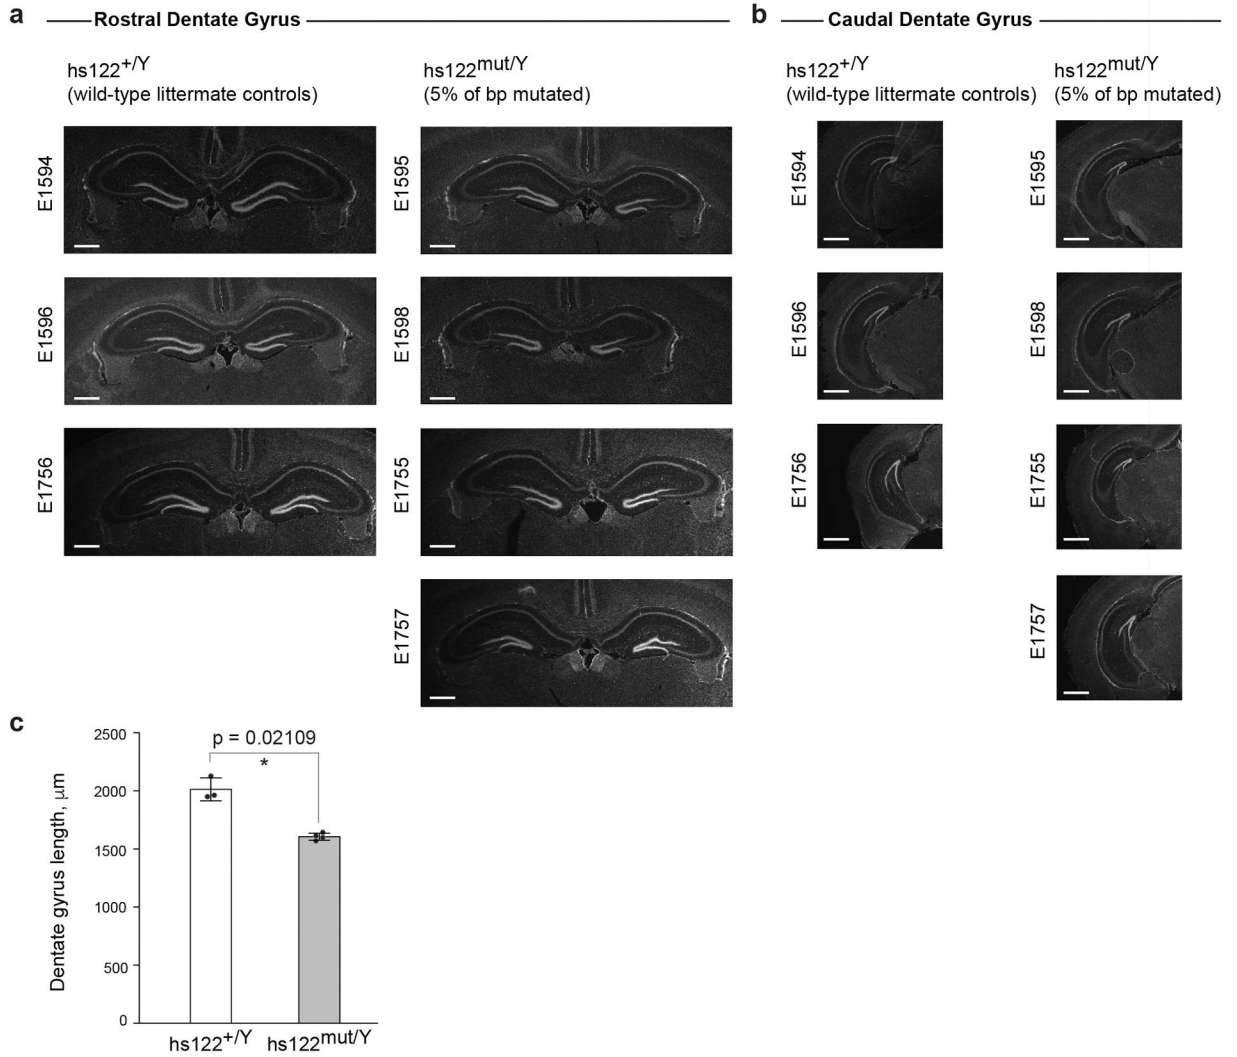 a
Rostral Dentate Gyrus
hs122+/Y
(wild-type littermate controls)
hs122mut/Y
(5% of bp mutated)
E1594
E1595
E1596
E1598
E1756
E1755
E1757
b
Caudal Dentate Gyrus
hs122+/Y
(wild-type littermate controls)
hs122mut/Y
(5% of bp mutated)
E1594
E1595
E1596
E1598
E1756
E1755
E1757
c
Dentate gyrus length, μm
2500
2000
1500
1000
500
0
p = 0.02109
*
hs122+/Y
hs122mut/Y